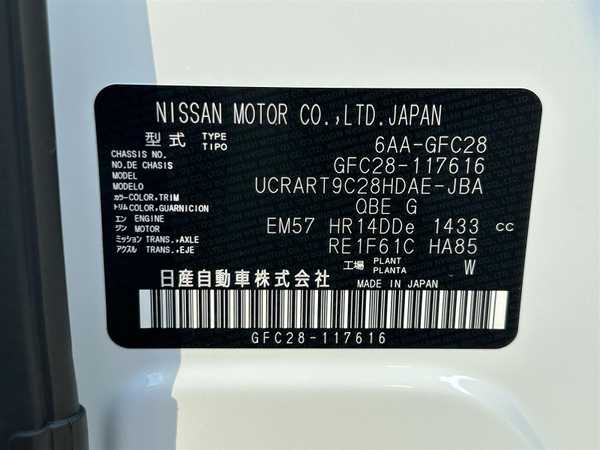 NISSAN MOTOR CO.,LTD.JAPAN
型式 TYPE TIPO 6AA-GFC28
CHASSIS NO. NO.DE CHASIS GFC28-117616
MODEL MODELO UCRART9C28HDAE-JBA
カラー COLOR,TRIM トリム COLOR,GUARNICION QBE G
エン ENGINE ジン MOTOR EM57 HR14DDe 1433 cc
ミッション TRANS.,AXLE アクスル TRANS.,EJE RE1F61C HA85
工場 PLANT PLANTA W
日産自動車株式会社 MADE IN JAPAN
GFC28-117616